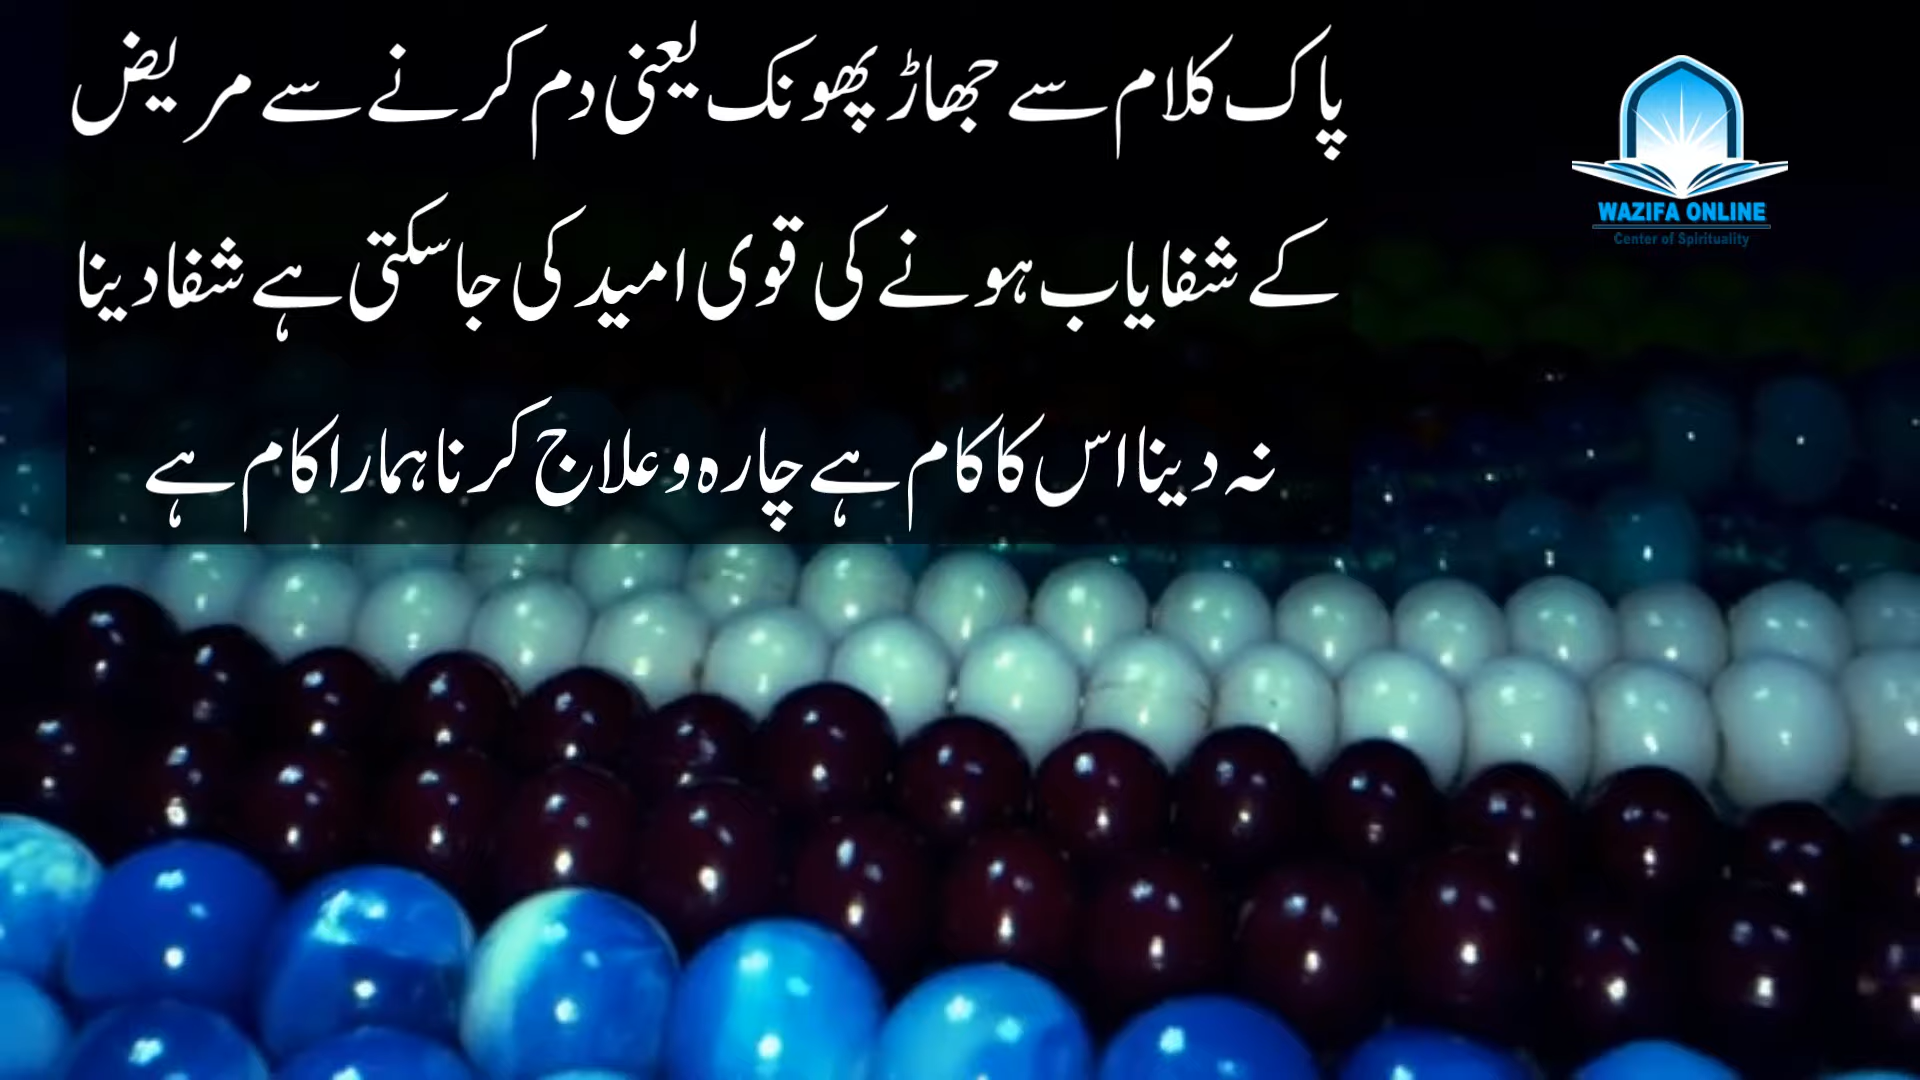 پاک کلام سے جھاڑ پھونک یعنی دم کرنے سے مریض
کے شفایاب ہونے کی قوی امید کی جاسکتی ہے شفا دینا
نہ دینا اس کا کام ہے چارہ و علاج کرنا ہمارا کام ہے
WAZIFA ONLINE
Center of Spirituality